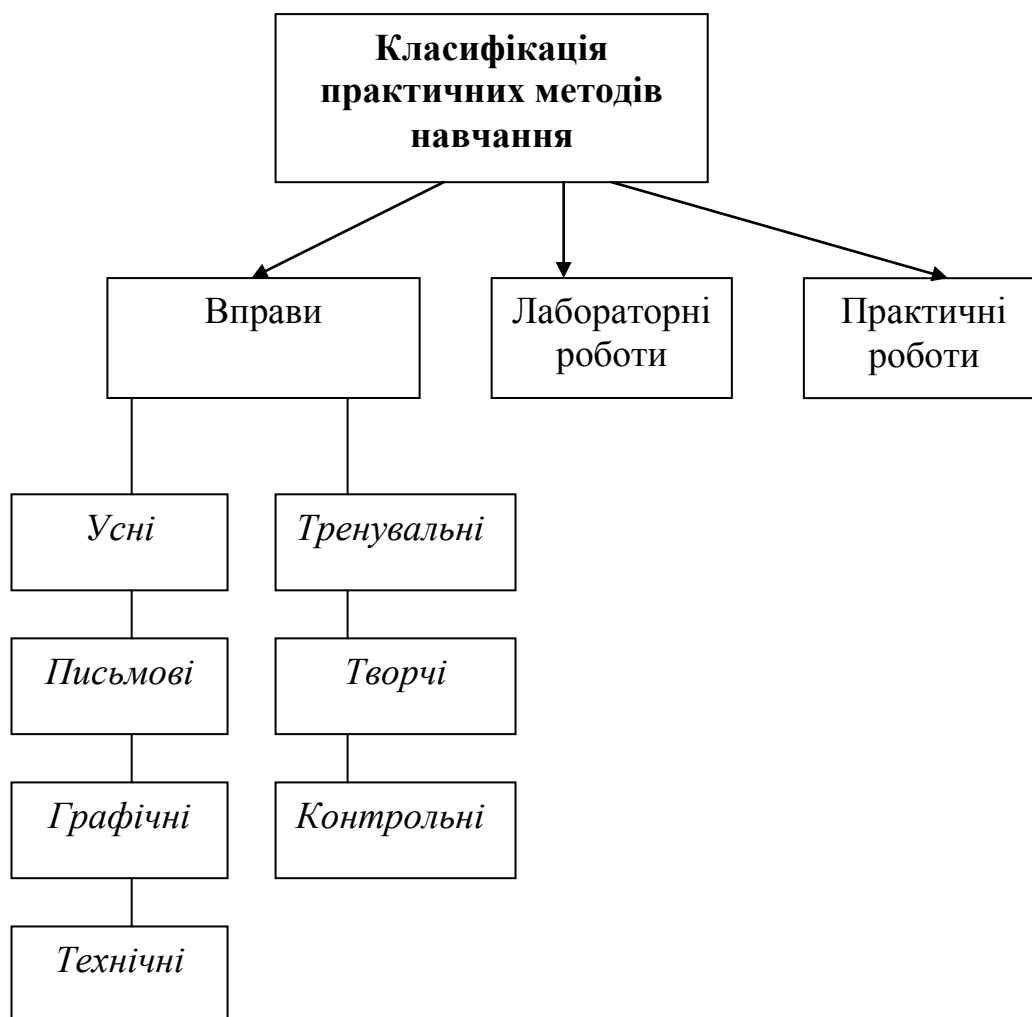 Класифікація
практичних методів
навчання
Вправи
Лабораторні
роботи
Практичні
роботи
Усні
Тренувальні
Письмові
Творчі
Графічні
Контрольні
Технічні